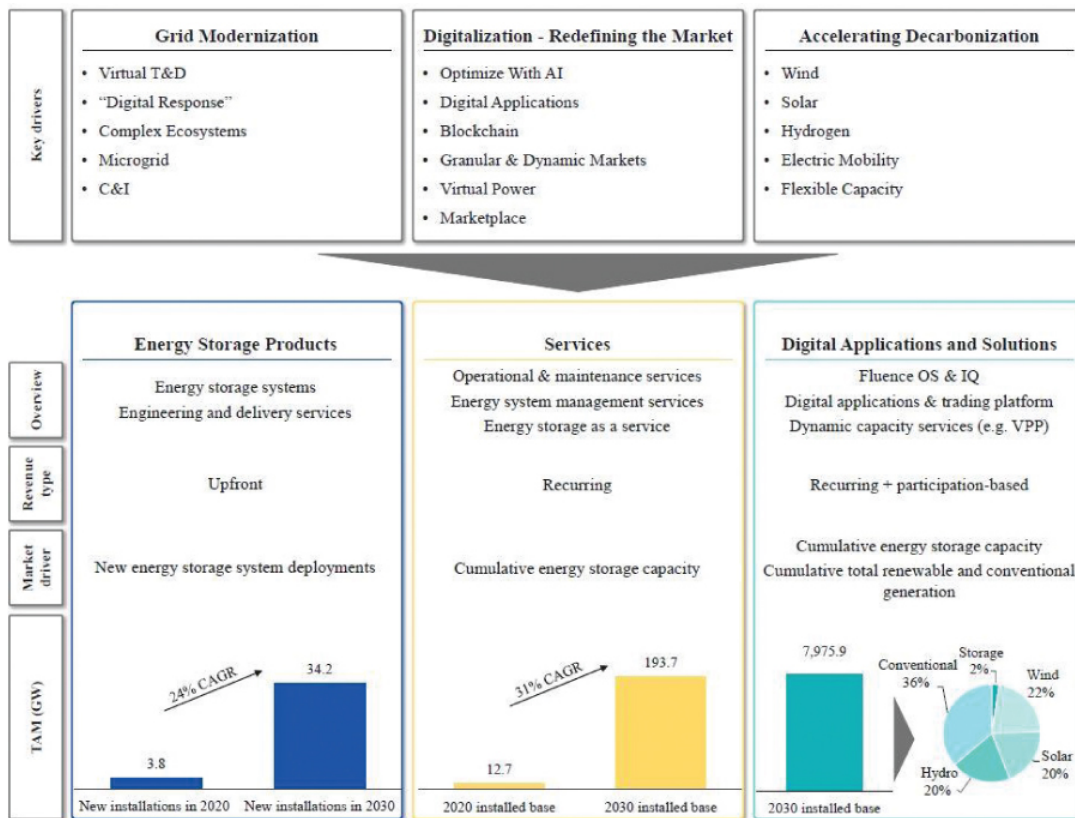 Key drivers
Grid Modernization
• Virtual T&D
• “Digital Response”
• Complex Ecosystems
• Microgrid
• C&I
Digitalization - Redefining the Market
• Optimize With AI
• Digital Applications
• Blockchain
• Granular & Dynamic Markets
• Virtual Power
• Marketplace
Accelerating Decarbonization
• Wind
• Solar
• Hydrogen
• Electric Mobility
• Flexible Capacity
Energy Storage Products
Services
Digital Applications and Solutions
Overview
Energy storage systems
Engineering and delivery services
Operational & maintenance services
Energy system management services
Energy storage as a service
Fluence OS & IQ
Digital applications & trading platform
Dynamic capacity services (e.g. VPP)
Revenue
type
Upfront
Recurring
Recurring + participation-based
Market
driver
New energy storage system deployments
Cumulative energy storage capacity
Cumulative energy storage capacity
Cumulative total renewable and conventional
generation
TAM (GW)
24% CAGR
3.8
34.2
New installations in 2020
New installations in 2030
31% CAGR
12.7
193.7
2020 installed base
2030 installed base
7,975.9
2030 installed base
Storage
2%
Conventional
36%
Wind
22%
Solar
20%
Hydro
20%